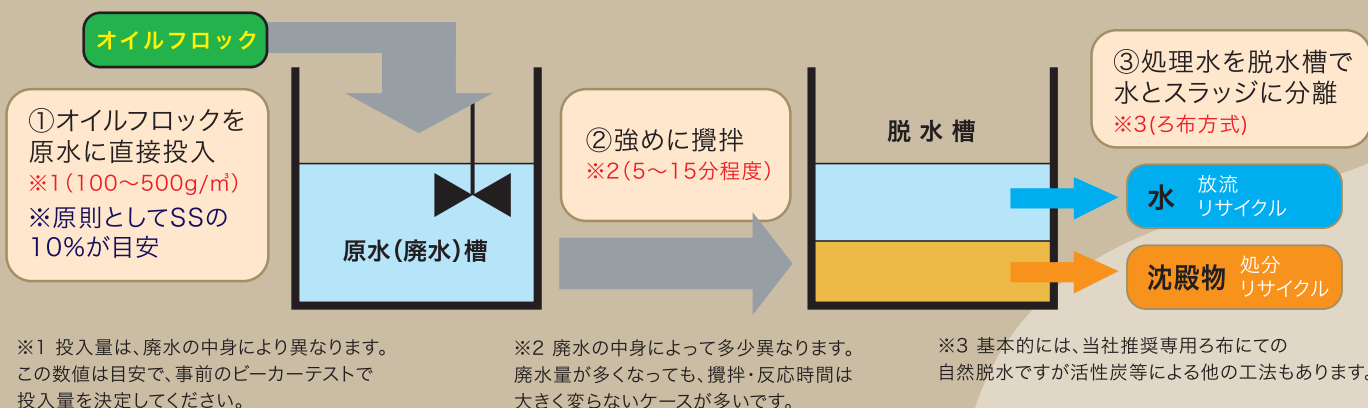 オイルフロック
①オイルフロックを
原水に直接投入
※1(100〜500g/㎥)
※原則としてSSの
10%が目安
原水(廃水)槽
②強めに攪拌
※2(5〜15分程度)
脱水槽
③処理水を脱水槽で
水とスラッジに分離
※3(ろ布方式)
水 放流
リサイクル
沈殿物 処分
リサイクル
※1 投入量は、廃水の中身により異なります。
この数値は目安で、事前のビーカーテストで
投入量を決定してください。
※2 廃水の中身によって多少異なります。
廃水量が多くなっても、攪拌・反応時間は
大きく変らないケースが多いです。
※3 基本的には、当社推奨専用ろ布にての
自然脱水ですが活性炭等による他の工法もあります。